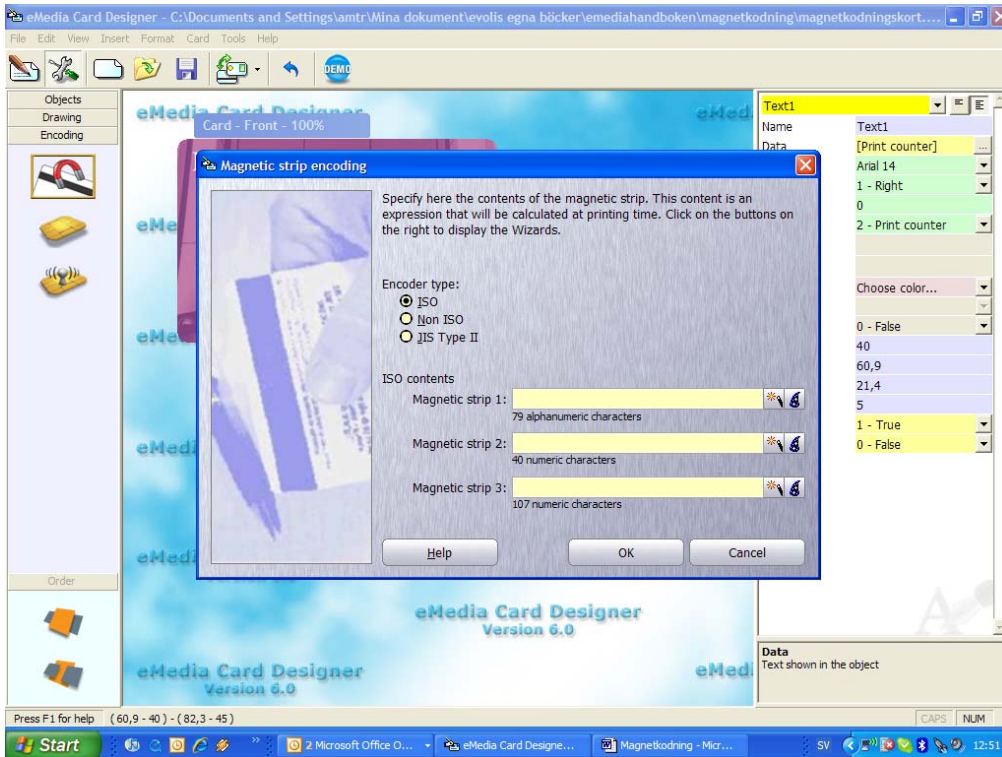 eMedia Card Designer - C:\Documents and Settings\amtr\Mina dokument\evolis egna böcker\emediahandboken\magnetkodning\magnetkodningskort....
File Edit View Insert Format Card Tools Help
DEMO
Objects
Drawing
Encoding
Order
eMedia Card Designer
eMedi
Card - Front - 100%
Text1
Name Text1
Data [Print counter] ...
Arial 14
1 - Right
0
2 - Print counter
Choose color...
0 - False
40
60,9
21,4
5
1 - True
0 - False
Magnetic strip encoding
Specify here the contents of the magnetic strip. This content is an
expression that will be calculated at printing time. Click on the buttons on
the right to display the Wizards.
Encoder type:
ISO
Non ISO
JIS Type II
ISO contents
Magnetic strip 1:
79 alphanumeric characters
Magnetic strip 2:
40 numeric characters
Magnetic strip 3:
107 numeric characters
Help OK Cancel
eMe
eMe
eMedi
eMedi
eMedia Card Designer
Version 6.0
eMedia Card Designer eMedi
Version 6.0
Data
Text shown in the object
Press F1 for help (60,9 - 40) - (82,3 - 45) CAPS NUM
Start 2 Microsoft Office O... eMedia Card Designe... Magnetkodning - Micr... SV 12:51